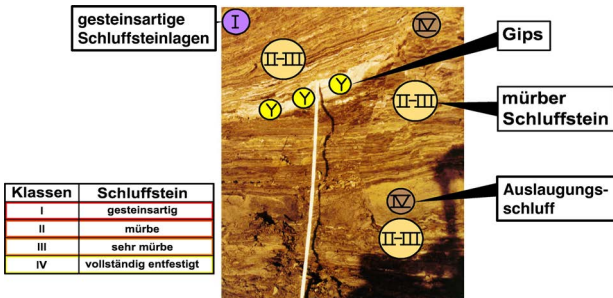 gesteinsartige
Schluffsteinlagen
I
IV
II-III
Gips
Y Y Y
II-III
mürber
Schluffstein
Klassen Schluffstein
I gesteinsartig
II mürbe
III sehr mürbe
IV vollständig entfestigt
IV
Auslaugungs-
schluff
II-III